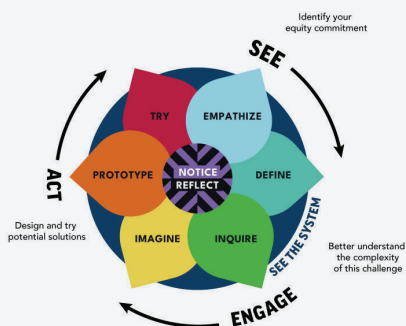 Identify your
equity commitment
SEE
TRY
EMPATHIZE
PROTOTYPE
NOTICE
REFLECT
DEFINE
ACT
Design and try
potential solutions
IMAGINE
INQUIRE
SEE THE SYSTEM
Better understand
the complexity
of this challenge
ENGAGE